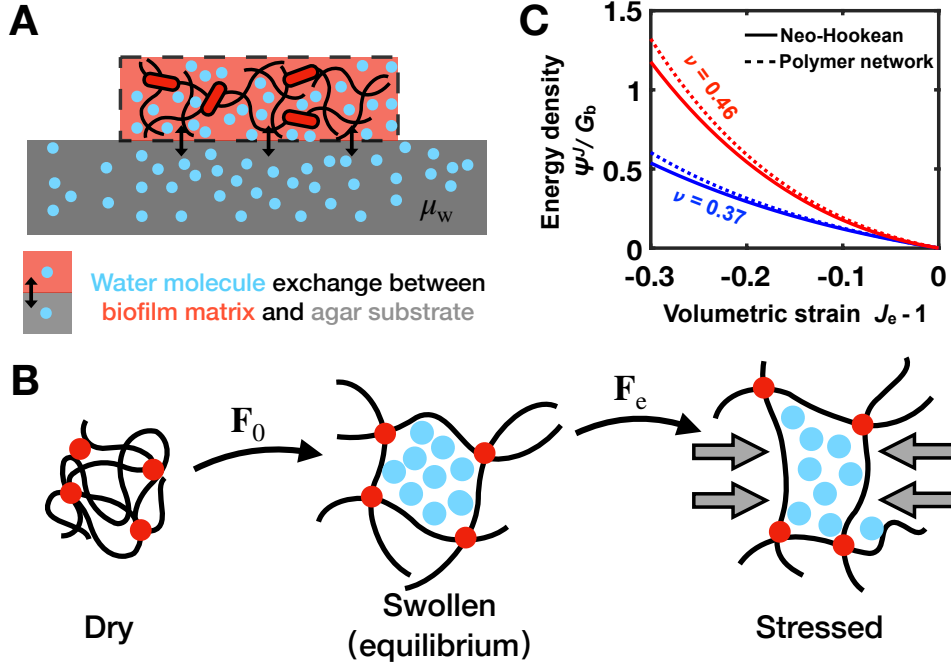 A
μw
Water molecule exchange between
biofilm matrix and agar substrate
C
1.5
1
0.5
0
-0.3
-0.2
-0.1
0
Energy density
Ψᴶ/ Gb
Volumetric strain Je - 1
Neo-Hookean
Polymer network
ν = 0.46
ν = 0.37
B
F0
Fe
Dry
Swollen
(equilibrium)
Stressed